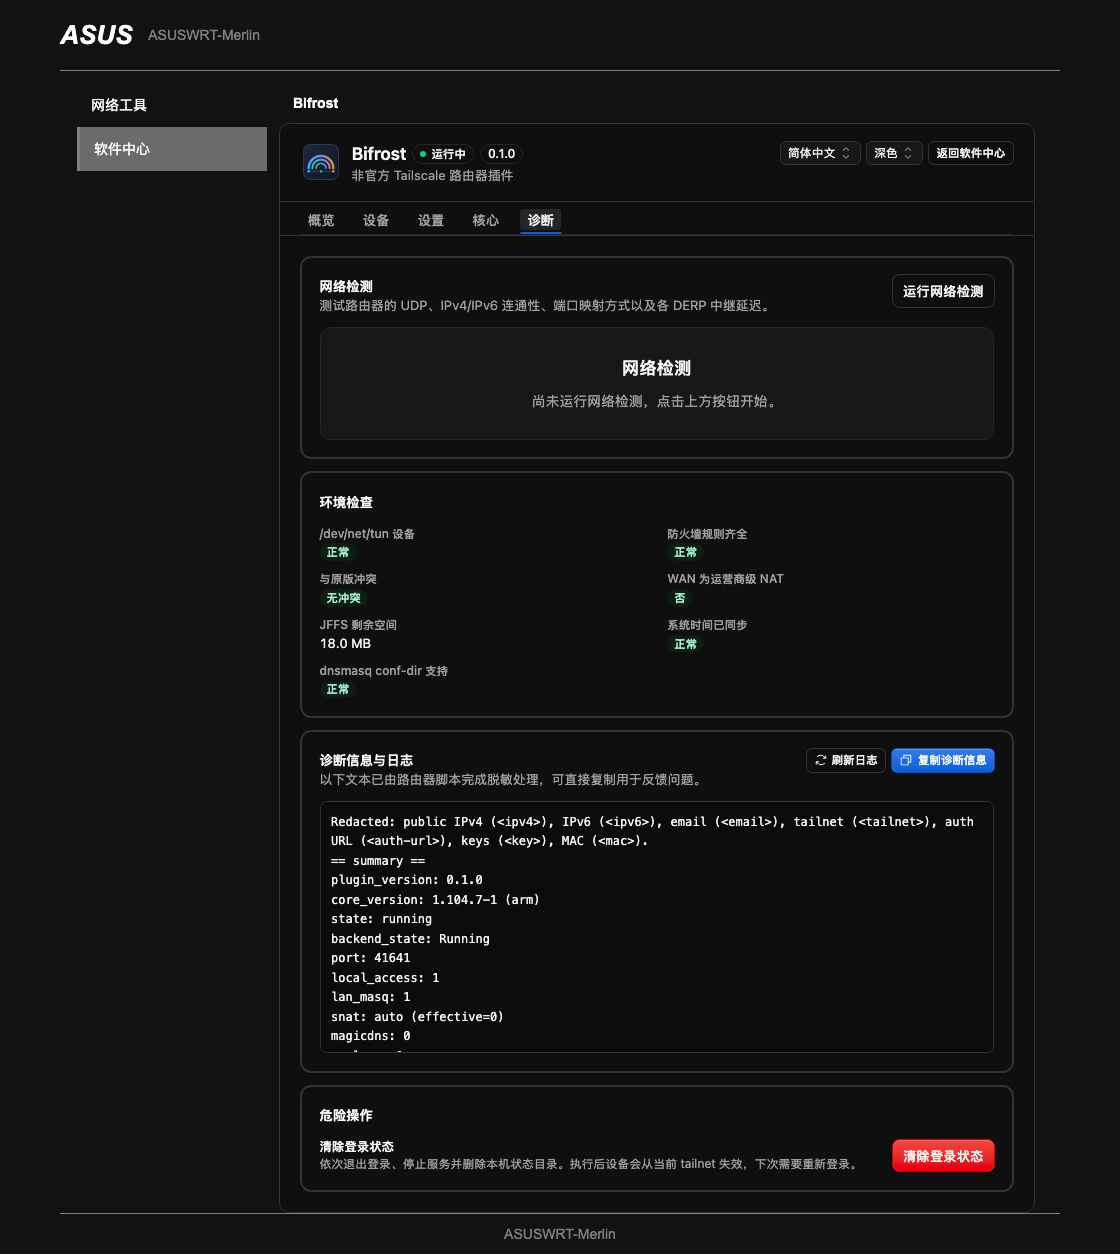 ASUS ASUSWRT-Merlin
网络工具
软件中心
Bifrost
Bifrost 运行中 0.1.0
非官方 Tailscale 路由器插件
简体中文 深色 返回软件中心
概览 设备 设置 核心 诊断
网络检测
测试路由器的 UDP、IPv4/IPv6 连通性、端口映射方式以及各 DERP 中继延迟。
运行网络检测
网络检测
尚未运行网络检测，点击上方按钮开始。
环境检查
/dev/net/tun 设备
正常
防火墙规则齐全
正常
与原版冲突
无冲突
WAN 为运营商级 NAT
否
JFFS 剩余空间
18.0 MB
系统时间已同步
正常
dnsmasq conf-dir 支持
正常
诊断信息与日志
以下文本已由路由器脚本完成脱敏处理，可直接复制用于反馈问题。
刷新日志 复制诊断信息
Redacted: public IPv4 (<ipv4>), IPv6 (<ipv6>), email (<email>), tailnet (<tailnet>), auth
URL (<auth-url>), keys (<key>), MAC (<mac>).
== summary ==
plugin_version: 0.1.0
core_version: 1.104.7-1 (arm)
state: running
backend_state: Running
port: 41641
local_access: 1
lan_masq: 1
snat: auto (effective=0)
magicdns: 0
危险操作
清除登录状态
依次退出登录、停止服务并删除本机状态目录。执行后设备会从当前 tailnet 失效，下次需要重新登录。
清除登录状态
ASUSWRT-Merlin